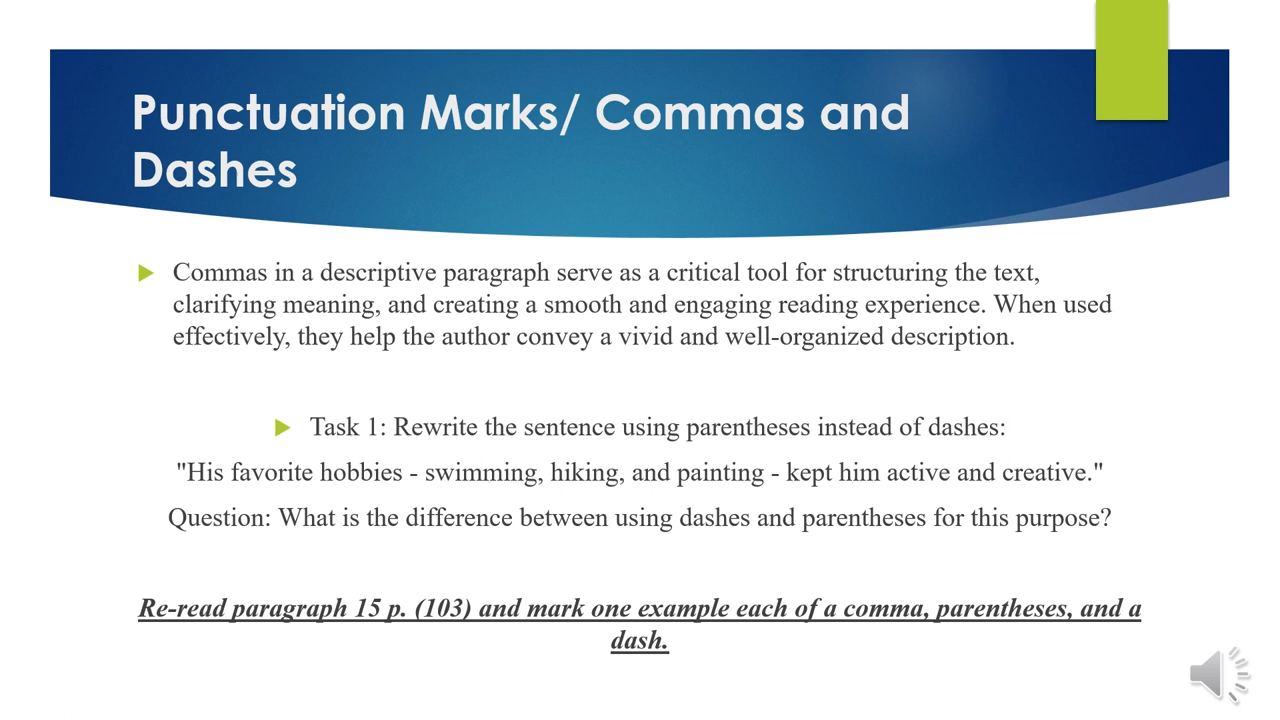 Punctuation Marks/ Commas and
Dashes
Commas in a descriptive paragraph serve as a critical tool for structuring the text,
clarifying meaning, and creating a smooth and engaging reading experience. When used
effectively, they help the author convey a vivid and well-organized description.
Task 1: Rewrite the sentence using parentheses instead of dashes:
"His favorite hobbies - swimming, hiking, and painting - kept him active and creative."
Question: What is the difference between using dashes and parentheses for this purpose?
Re-read paragraph 15 p. (103) and mark one example each of a comma, parentheses, and a
dash.